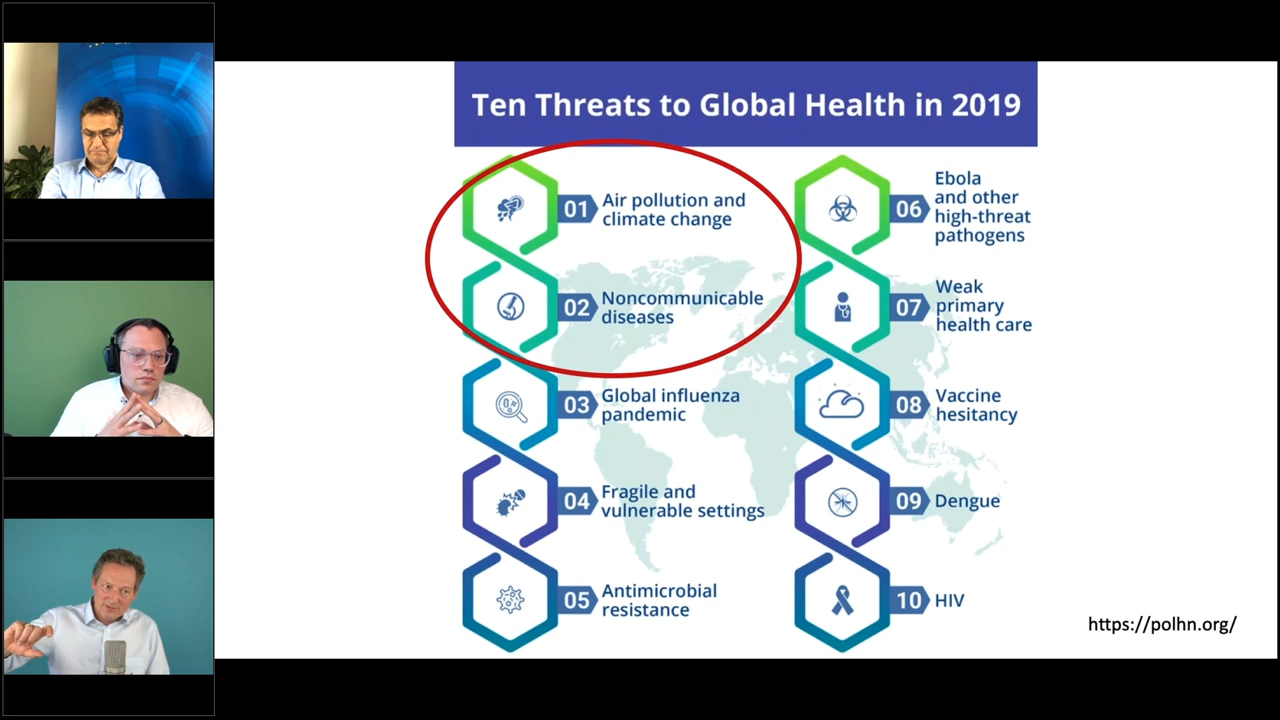 Ten Threats to Global Health in 2019
01
Air pollution and
climate change
02
Noncommunicable
diseases
03
Global influenza
pandemic
04
Fragile and
vulnerable settings
05
Antimicrobial
resistance
06
Ebola
and other
high-threat
pathogens
07
Weak
primary
health care
08
Vaccine
hesitancy
09
Dengue
10
HIV
https://polhn.org/